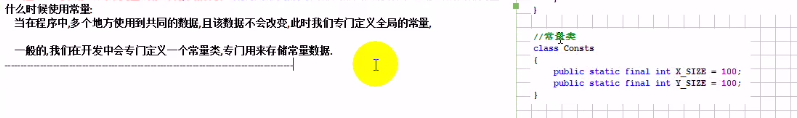 什么时候使用常量:
当在程序中,多个地方使用到共同的数据,且该数据不会改变,此时我们专门定义全局的常量,
一般的,我们在开发中会专门定义一个常量类,专门用来存储常量数据.
}
//常量类
class Consts
{
public static final int X_SIZE = 100;
public static final int Y_SIZE = 100;
}